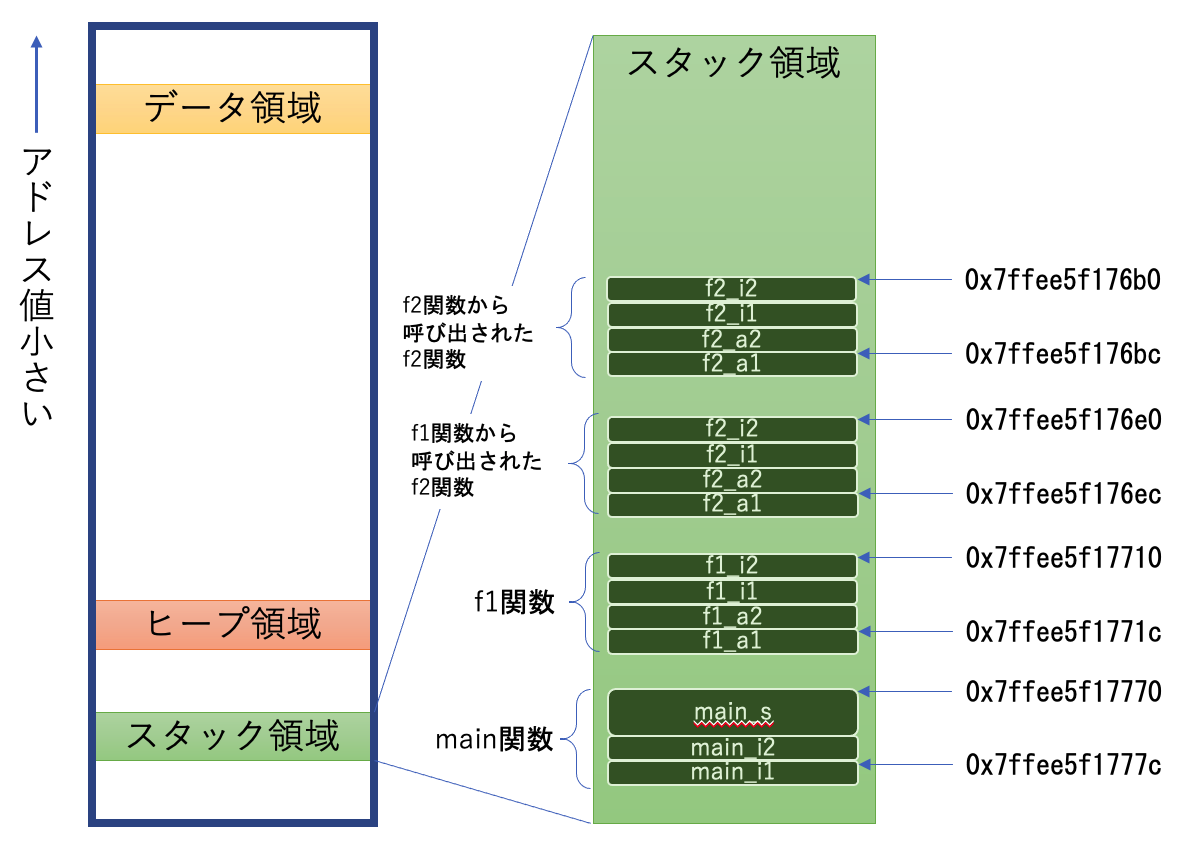 アドレス値小さい
データ領域
ヒープ領域
スタック領域
スタック領域
f2関数から
呼び出された
f2関数
f2_i2
f2_i1
f2_a2
f2_a1
0x7ffee5f176b0
0x7ffee5f176bc
f1関数から
呼び出された
f2関数
f2_i2
f2_i1
f2_a2
f2_a1
0x7ffee5f176e0
0x7ffee5f176ec
f1関数
f1_i2
f1_i1
f1_a2
f1_a1
0x7ffee5f17710
0x7ffee5f1771c
main関数
main_s
main_i2
main_i1
0x7ffee5f17770
0x7ffee5f1777c